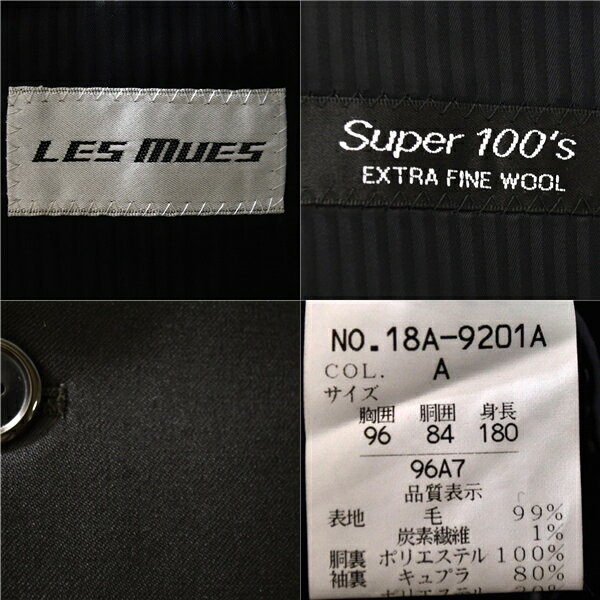 LES MUES
Super 100's
EXTRA FINE WOOL
NO.18A-9201A
COL. A
サイズ
胸囲 胴囲 身長
96 84 180
96A7
品質表示
表地 毛 99%
炭素繊維 1%
胴裏 ポリエステル 100%
袖裏 キュプラ 80%